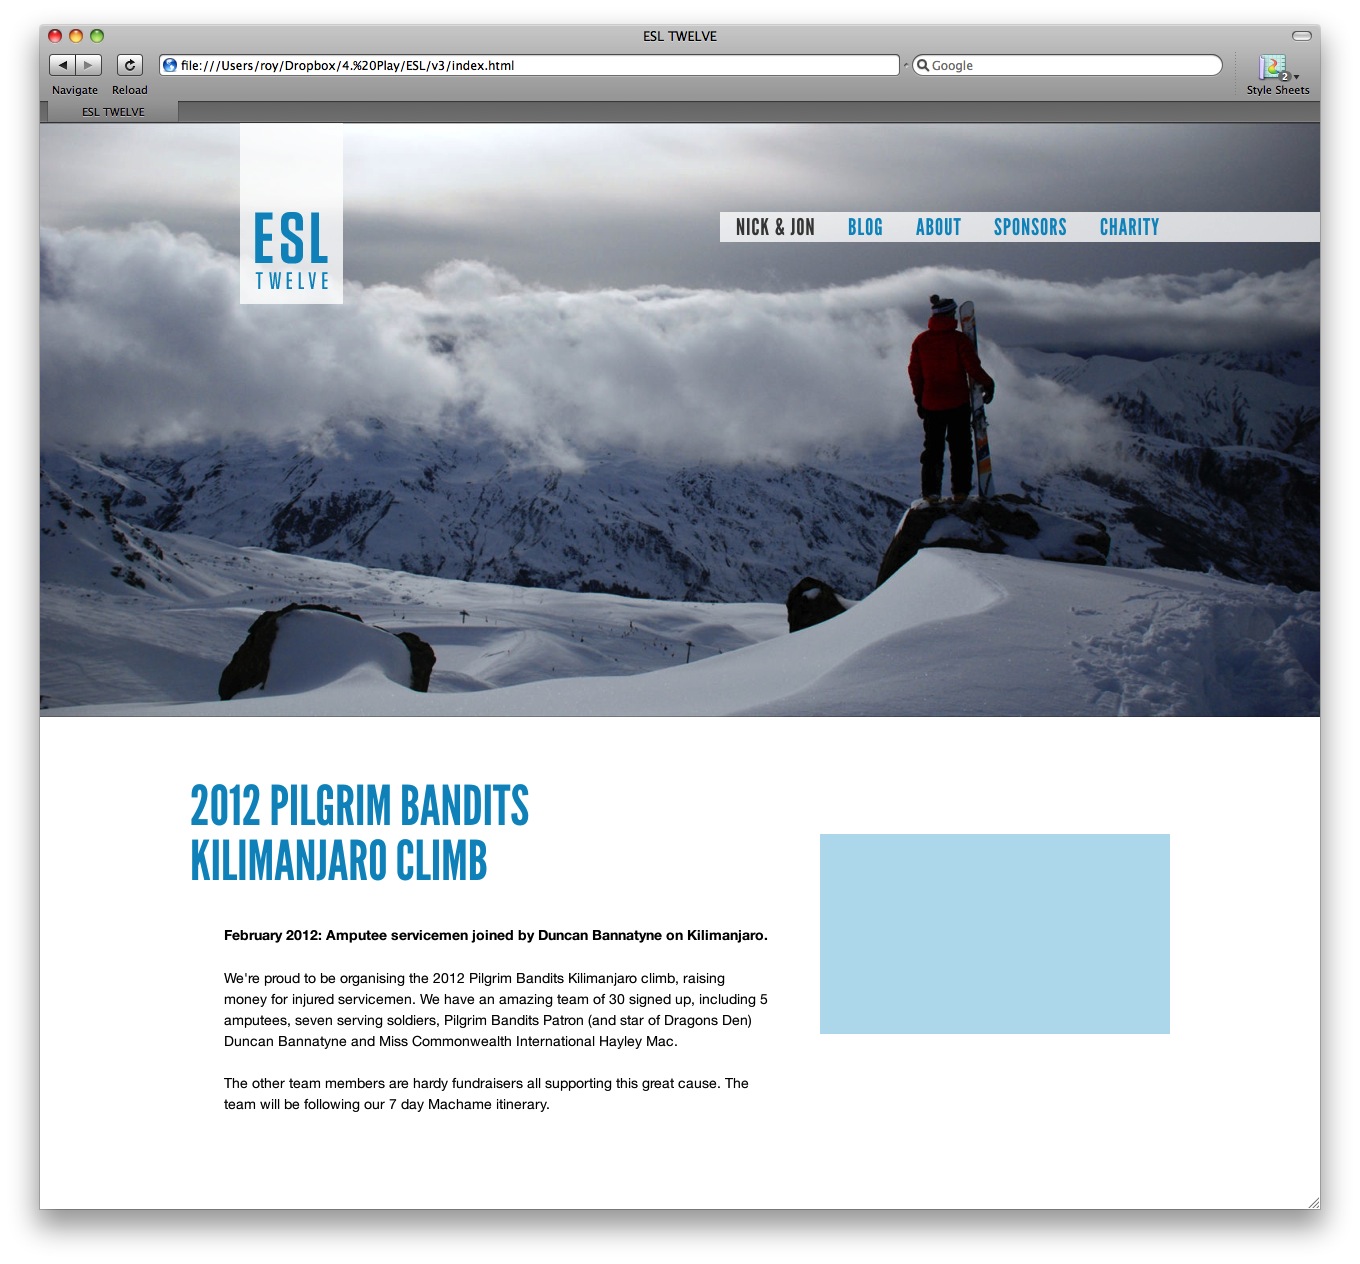 ESL TWELVE
file:///Users/roy/Dropbox/4.%20Play/ESL/v3/index.html
Google
Navigate
Reload
2
Style Sheets
ESL TWELVE
ESL
TWELVE
NICK & JON BLOG ABOUT SPONSORS CHARITY
2012 PILGRIM BANDITS
KILIMANJARO CLIMB
February 2012: Amputee servicemen joined by Duncan Bannatyne on Kilimanjaro.
We're proud to be organising the 2012 Pilgrim Bandits Kilimanjaro climb, raising
money for injured servicemen. We have an amazing team of 30 signed up, including 5
amputees, seven serving soldiers, Pilgrim Bandits Patron (and star of Dragons Den)
Duncan Bannatyne and Miss Commonwealth International Hayley Mac.
The other team members are hardy fundraisers all supporting this great cause. The
team will be following our 7 day Machame itinerary.